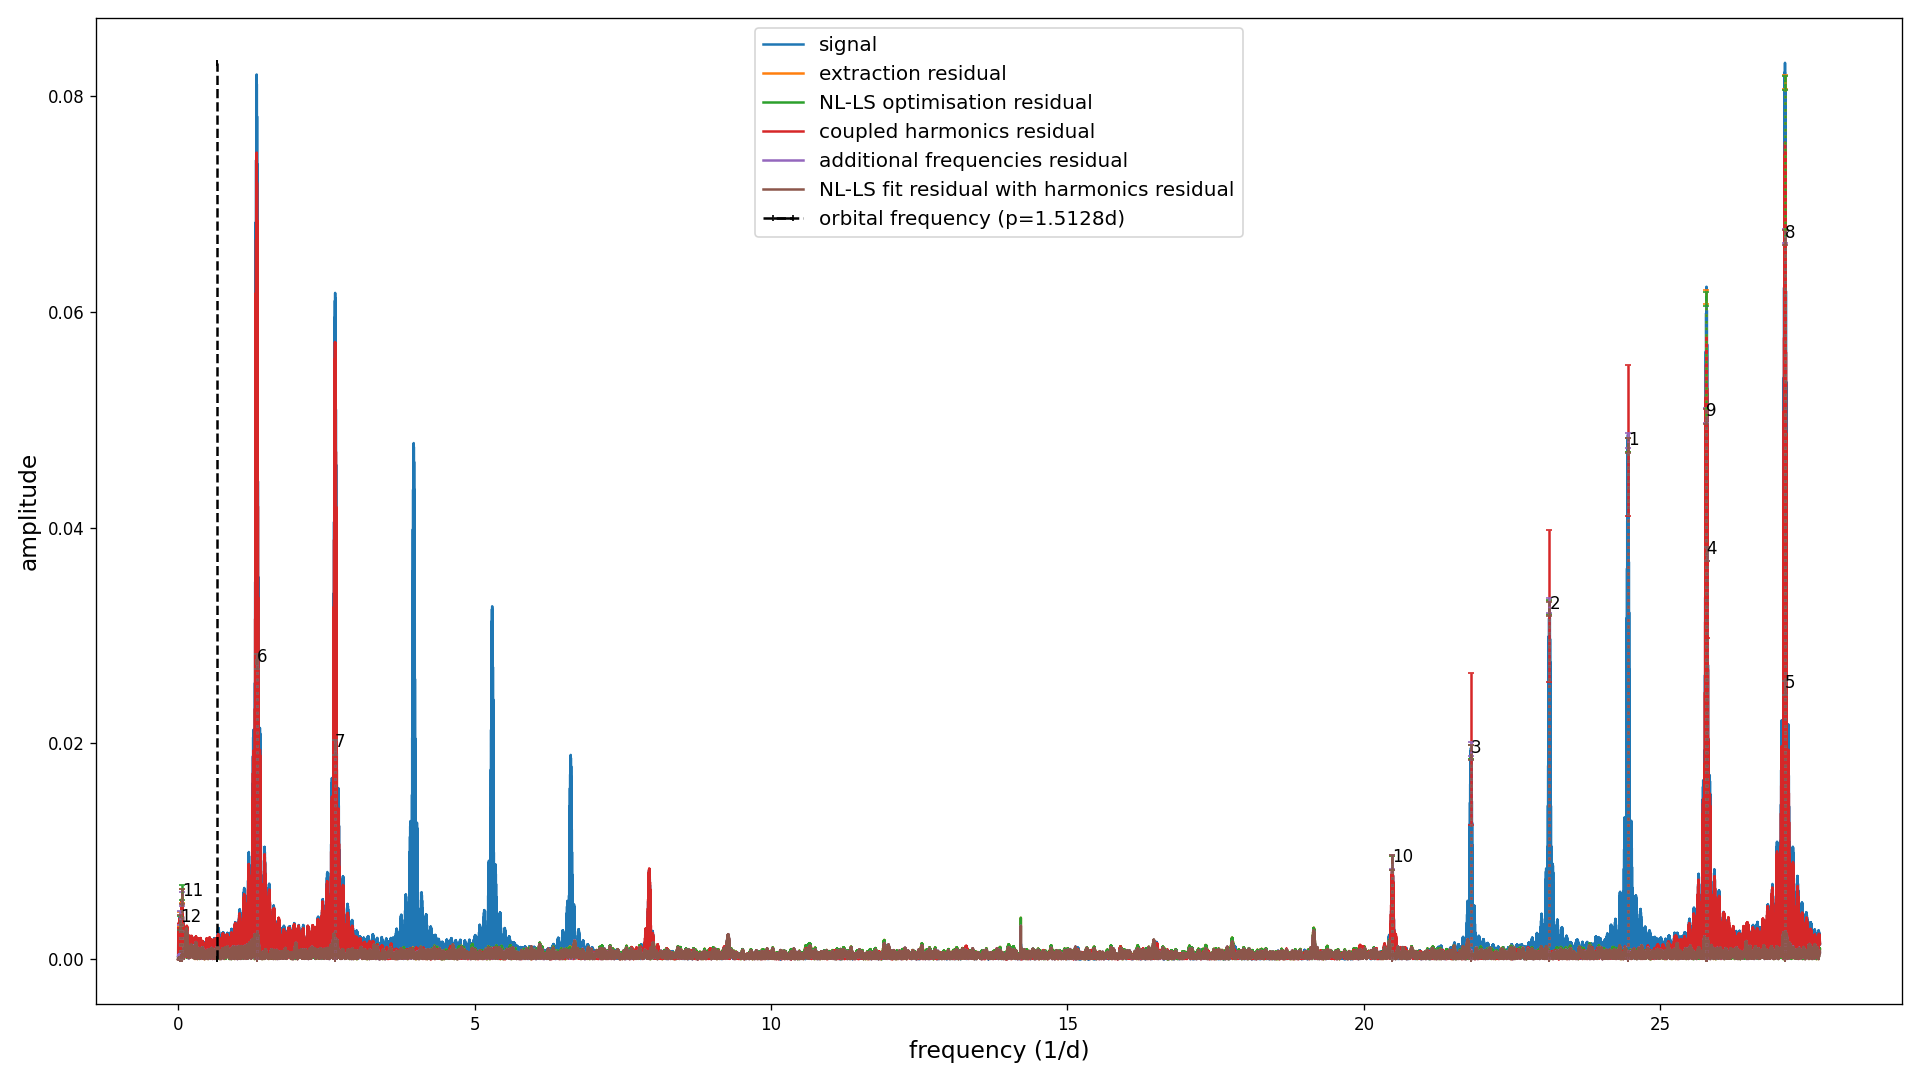 signal
extraction residual
NL-LS optimisation residual
coupled harmonics residual
additional frequencies residual
NL-LS fit residual with harmonics residual
orbital frequency (p=1.5128d)
amplitude
0.08
0.06
0.04
0.02
0.00
8
9
1
4
2
6
5
7
3
10
11
12
0
5
10
15
20
25
frequency (1/d)